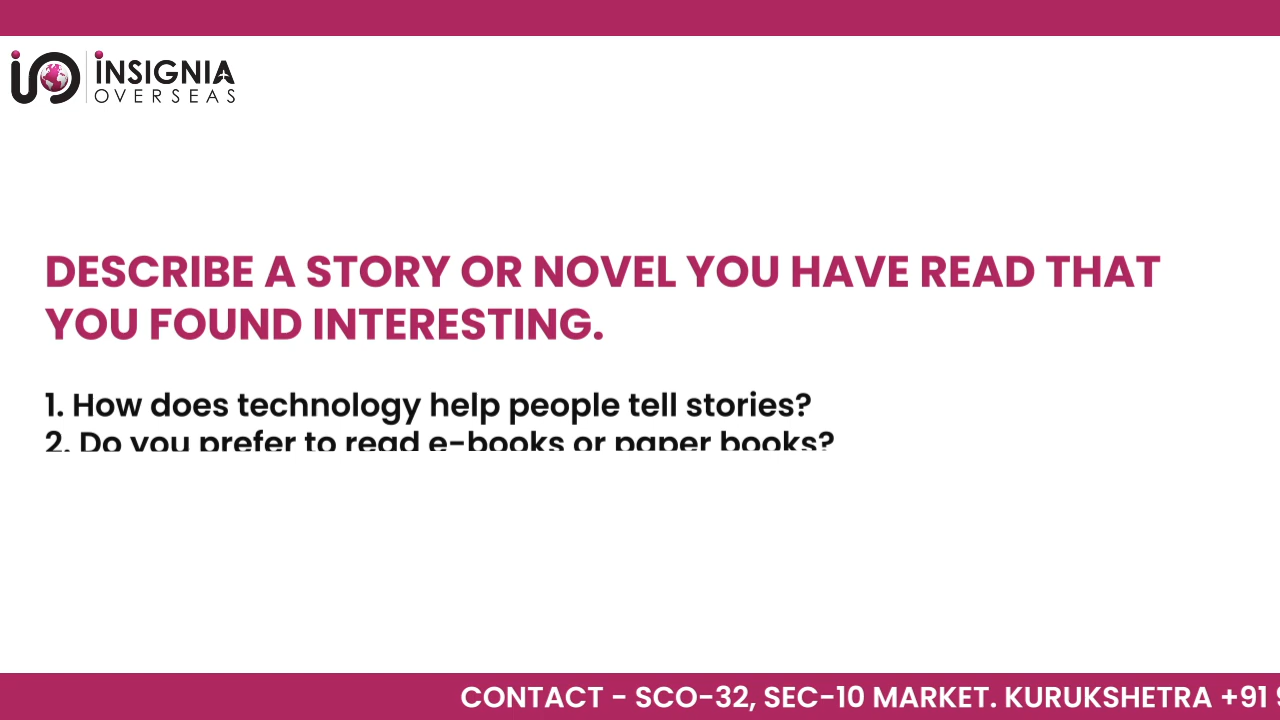 INSIGNIA
OVERSEAS
DESCRIBE A STORY OR NOVEL YOU HAVE READ THAT
YOU FOUND INTERESTING.
1. How does technology help people tell stories?
2. Do you prefer to read e-books or paper books?
CONTACT - SCO-32, SEC-10 MARKET. KURUKSHETRA +91